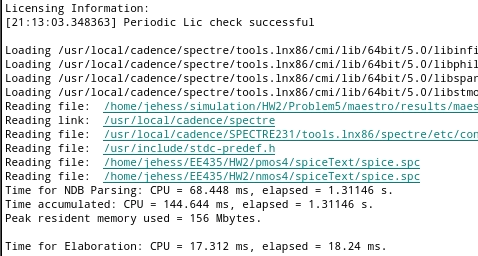 Licensing Information:
[21:13:03.348363] Periodic Lic check successful
Loading /usr/local/cadence/spectre/tools.lnx86/cmi/lib/64bit/5.0/libinfi
Loading /usr/local/cadence/spectre/tools.lnx86/cmi/lib/64bit/5.0/libphil
Loading /usr/local/cadence/spectre/tools.lnx86/cmi/lib/64bit/5.0/libspar
Loading /usr/local/cadence/spectre/tools.lnx86/cmi/lib/64bit/5.0/libstmo
Reading file:  /home/jehess/simulation/HW2/Problem5/maestro/results/maes
Reading link:  /usr/local/cadence/spectre
Reading file:  /usr/local/cadence/SPECTRE231/tools.lnx86/spectre/etc/con
Reading file:  /usr/include/stdc-predef.h
Reading file:  /home/jehess/EE435/HW2/pmos4/spiceText/spice.spc
Reading file:  /home/jehess/EE435/HW2/nmos4/spiceText/spice.spc
Time for NDB Parsing: CPU = 68.448 ms, elapsed = 1.31146 s.
Time accumulated: CPU = 144.644 ms, elapsed = 1.31146 s.
Peak resident memory used = 156 Mbytes.
Time for Elaboration: CPU = 17.312 ms, elapsed = 18.24 ms.